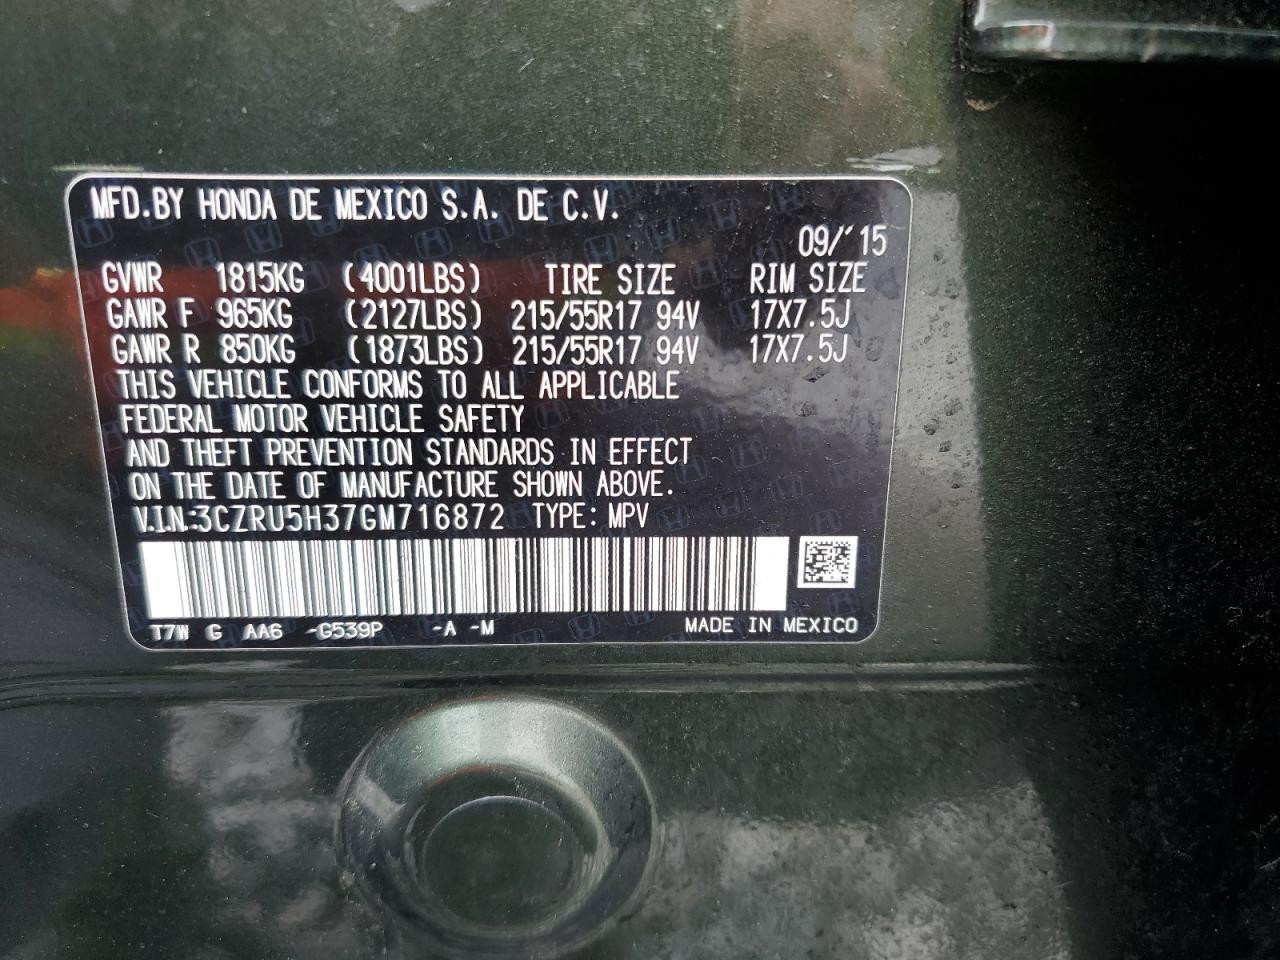 MFD.BY HONDA DE MEXICO S.A. DE C.V.
09/'15
GVWR 1815KG (4001LBS) TIRE SIZE RIM SIZE
GAWR F 965KG (2127LBS) 215/55R17 94V 17X7.5J
GAWR R 850KG (1873LBS) 215/55R17 94V 17X7.5J
THIS VEHICLE CONFORMS TO ALL APPLICABLE
FEDERAL MOTOR VEHICLE SAFETY
AND THEFT PREVENTION STANDARDS IN EFFECT
ON THE DATE OF MANUFACTURE SHOWN ABOVE.
V.I.N:3CZRU5H37GM716872 TYPE: MPV
T7W G AA6 -G539P -A -M MADE IN MEXICO